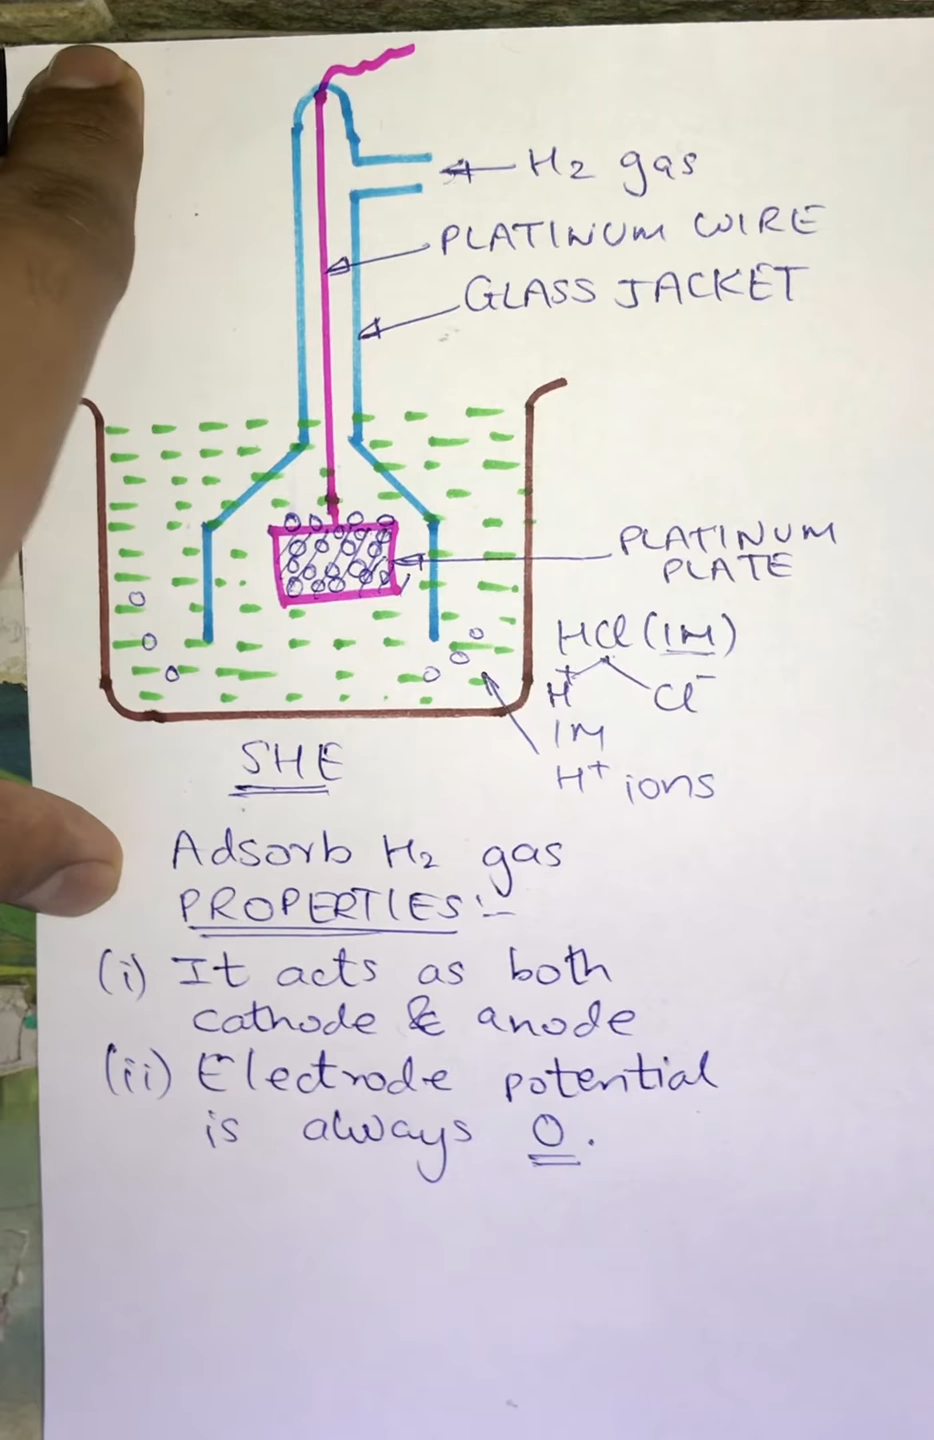 H2 gas
PLATINUM WIRE
GLASS JACKET
PLATINUM
PLATE
HCl (1M)
H+ Cl-
1M
H+ ions
SHE
Adsorb H2 gas
PROPERTIES:-
(i) It acts as both
cathode & anode
(ii) Electrode potential
is always 0.